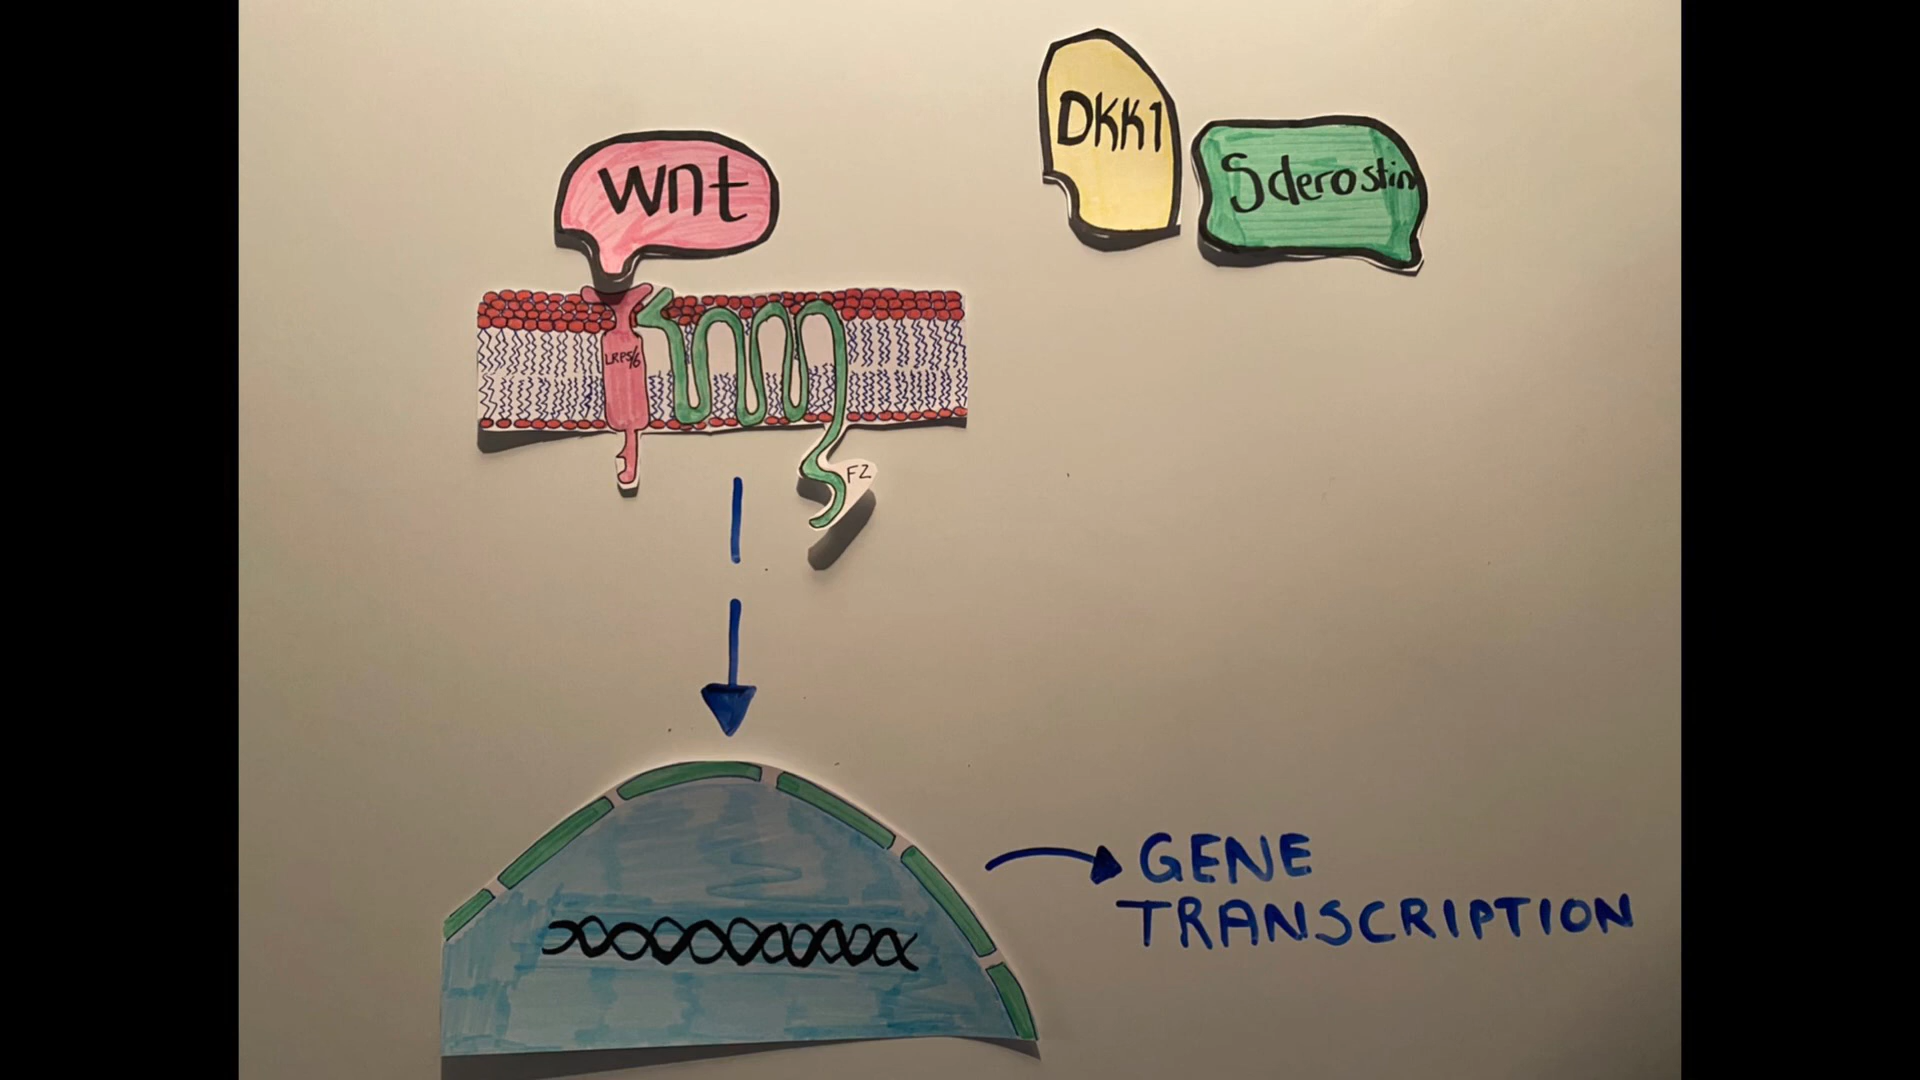 DKK1
Wnt
Sclerostin
LRP5/6
FZ
GENE
TRANSCRIPTION